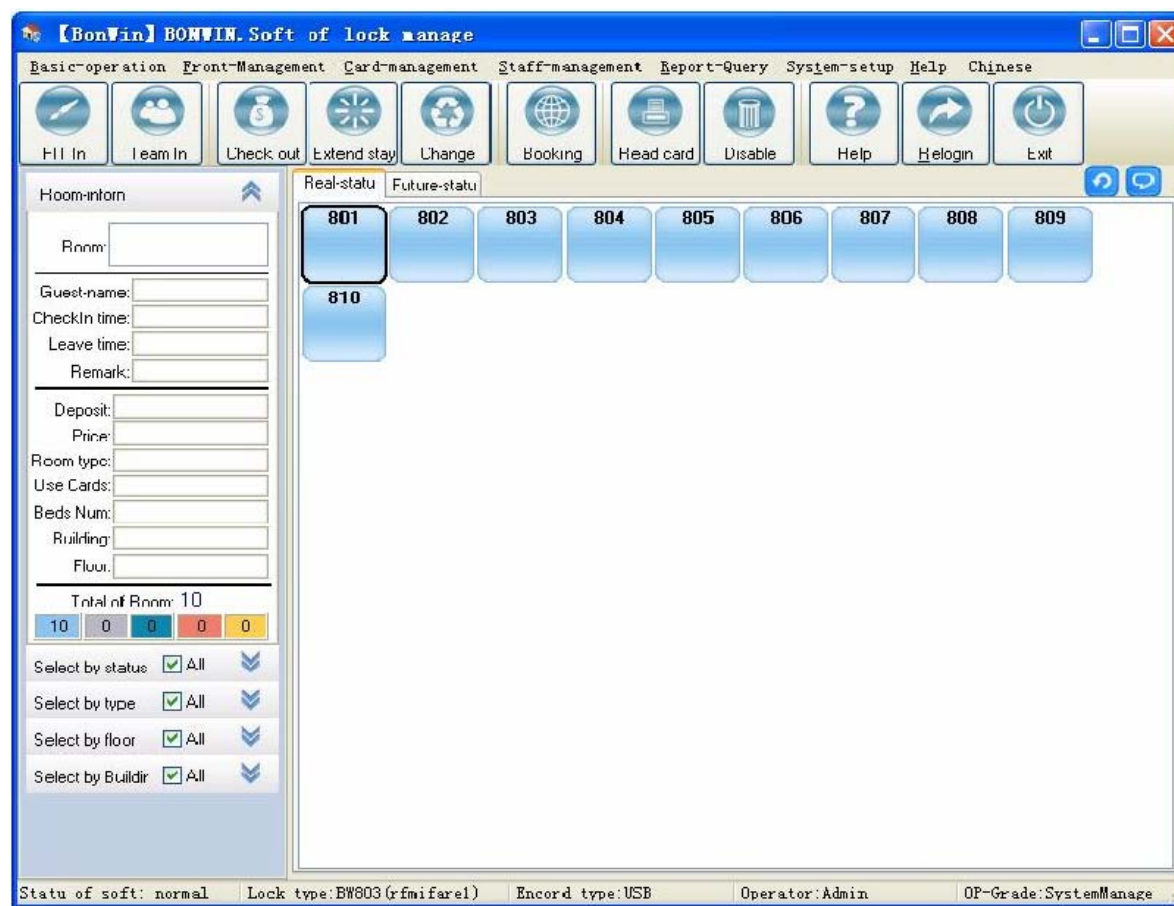 【BonWin】BONWIN.Soft of lock manage
Basic-operation Front-Management Card-management Staff-management Report-Query System-setup Help Chinese
Fill In Team In Check out Extend stay Change Booking Read card Disable Help Relogin Exit
Room-inforn
Real-statu Future-statu
801 802 803 804 805 806 807 808 809
810
Room:
Guest-name:
CheckIn time:
Leave time:
Remark:
Deposit:
Price:
Room type:
Use Cards:
Beds Num:
Building:
Floor:
Total of Room: 10
10 0 0 0 0
Select by status All
Select by type All
Select by floor All
Select by Buildir All
Statu of soft: normal Lock type:BW803(rfmifare1) Encord type:USB Operator:Admin OP-Grade:SystemManage